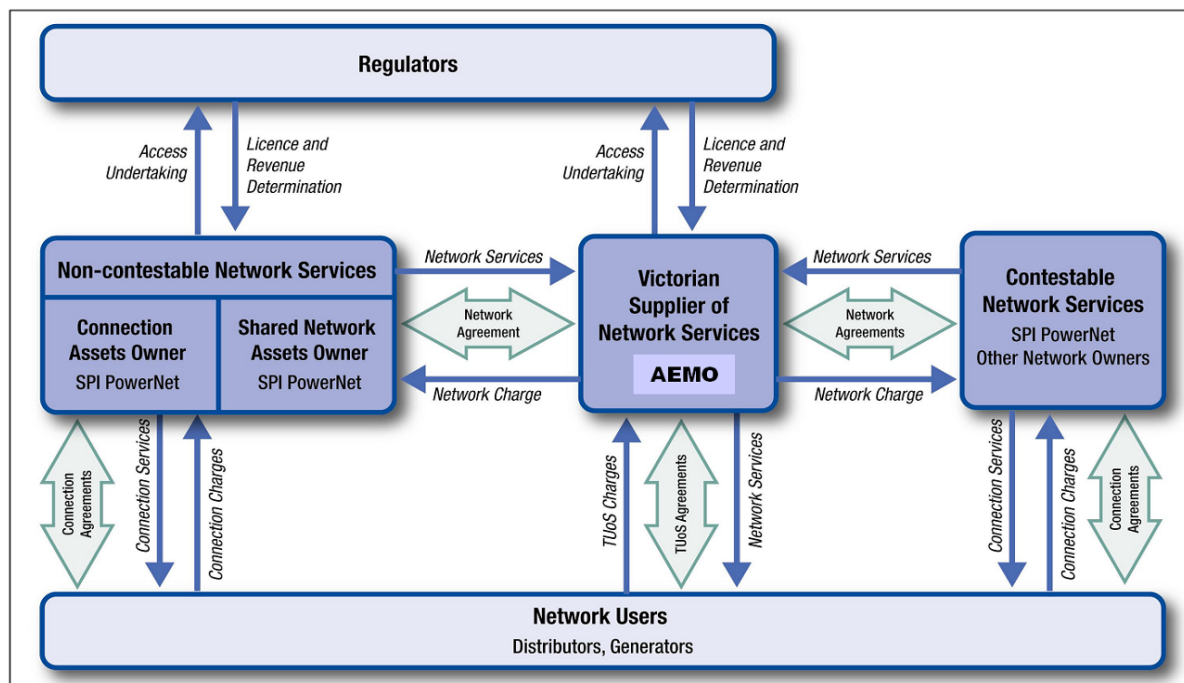 Regulators
Access
Undertaking
Licence and
Revenue
Determination
Access
Undertaking
Licence and
Revenue
Determination
Non-contestable Network Services
Connection
Assets Owner
SPI PowerNet
Shared Network
Assets Owner
SPI PowerNet
Network Services
Network
Agreement
Network Charge
Victorian
Supplier of
Network Services
AEMO
Network Services
Network
Agreements
Network Charge
Contestable
Network Services
SPI PowerNet
Other Network Owners
Connection
Agreements
Connection Services
Connection Charges
TUoS Charges
TUoS Agreements
Network Services
Connection Services
Connection Charges
Connection
Agreements
Network Users
Distributors, Generators